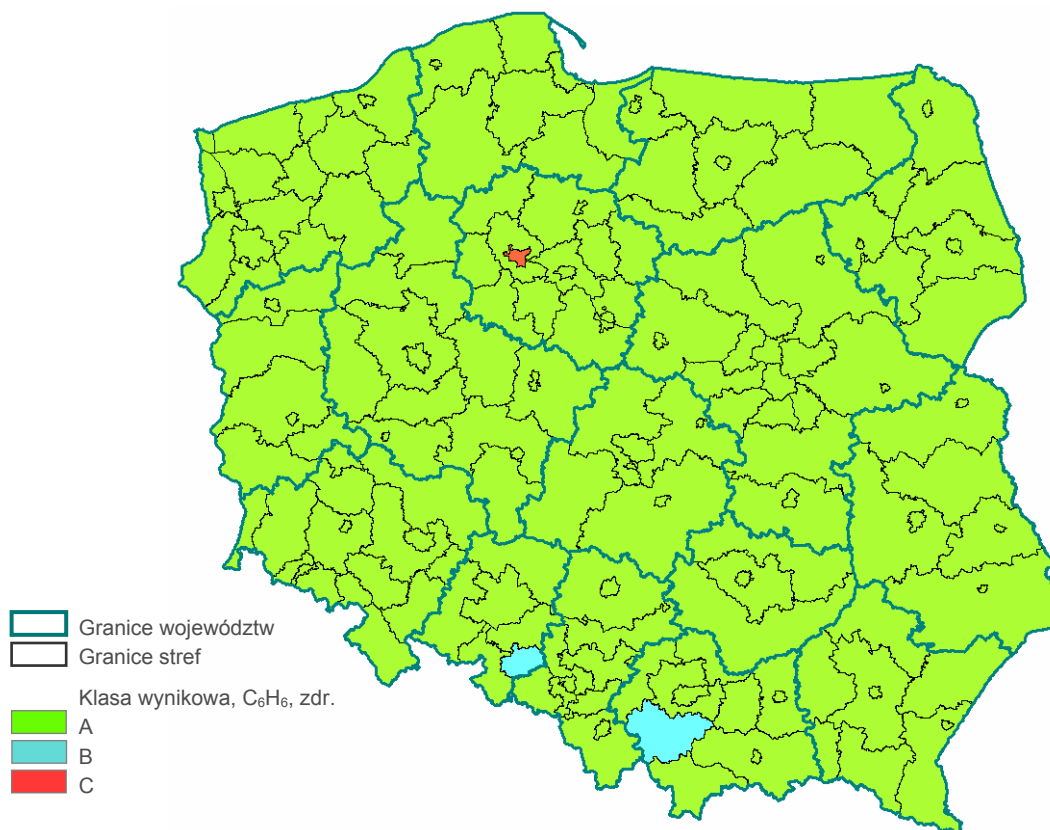 Granice województw
Granice stref
Klasa wynikowa, C₆H₆, zdr.
A
B
C